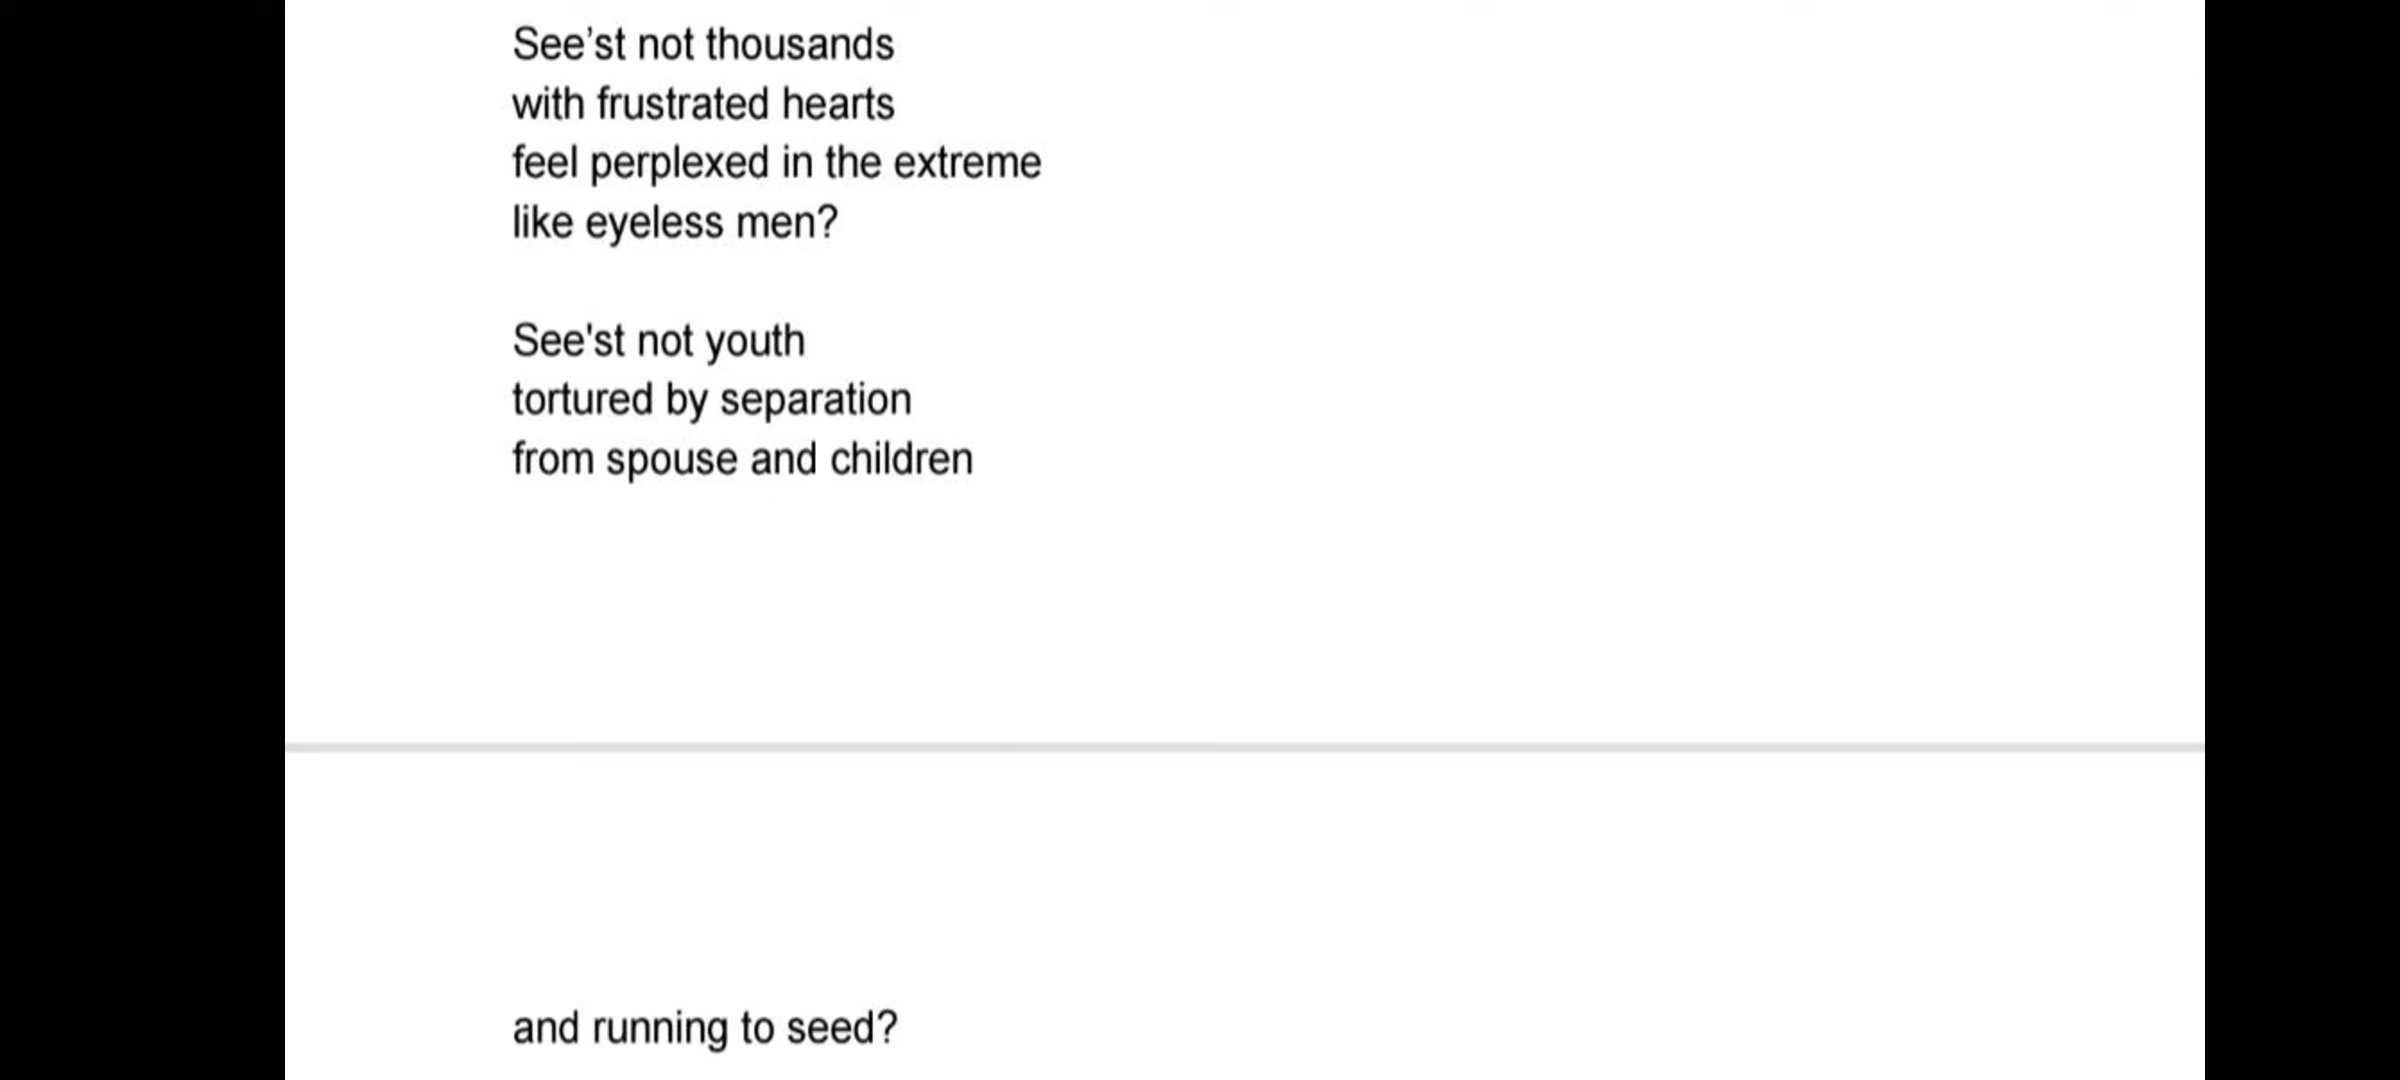 See’st not thousands
with frustrated hearts
feel perplexed in the extreme
like eyeless men?
See'st not youth
tortured by separation
from spouse and children
and running to seed?